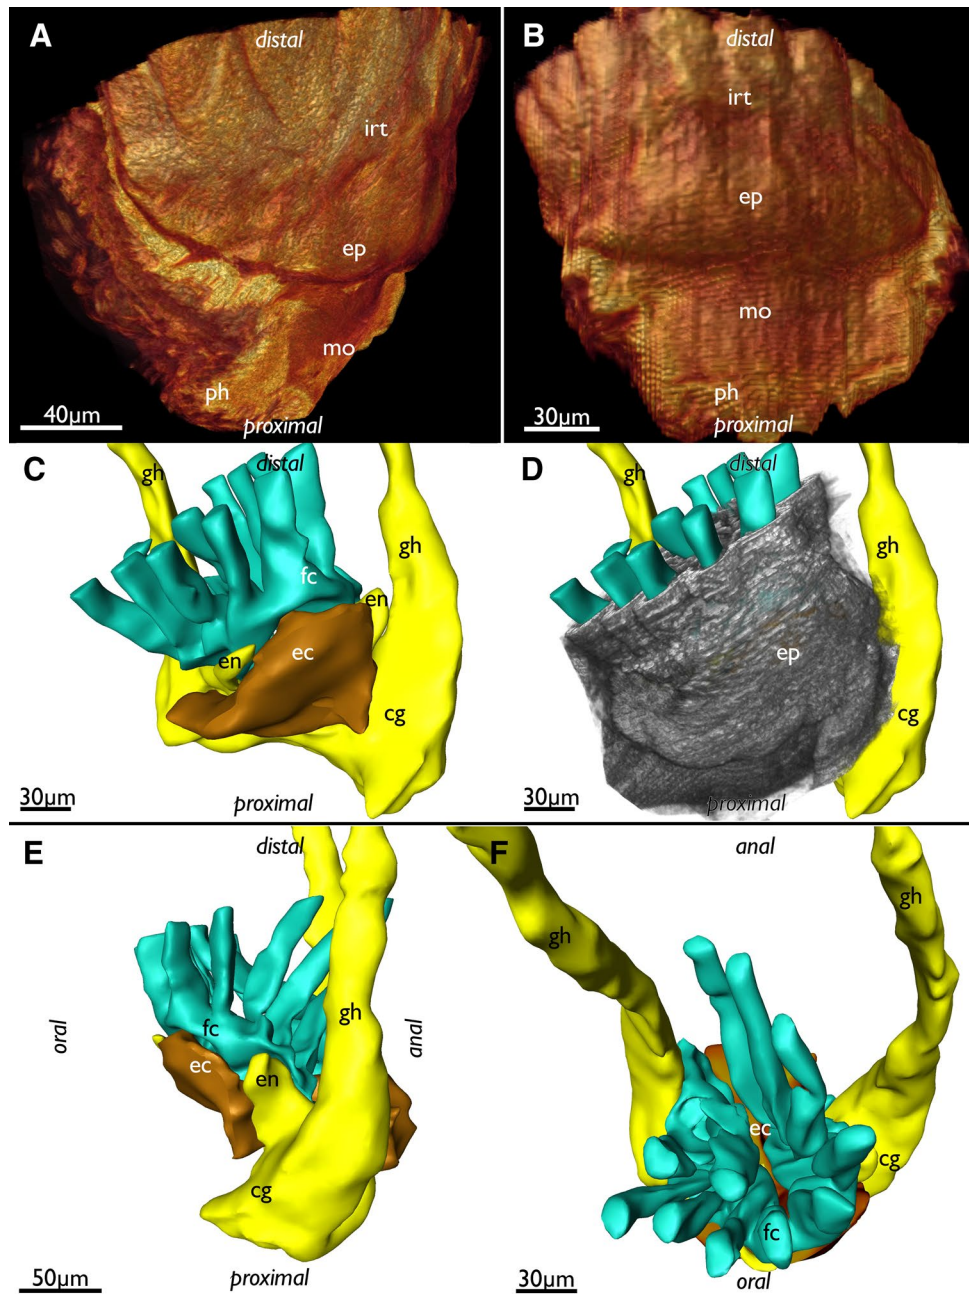 A
distal
irt
ep
mo
ph
40µm
proximal
B
distal
irt
ep
mo
ph
30µm
proximal
C
distal
gh
gh
fc
en
en
ec
cg
30µm
proximal
D
distal
gh
gh
ep
cg
30µm
proximal
E
distal
gh
fc
ec
en
cg
oral
anal
50µm
proximal
F
anal
gh
gh
ec
cg
fc
30µm
oral